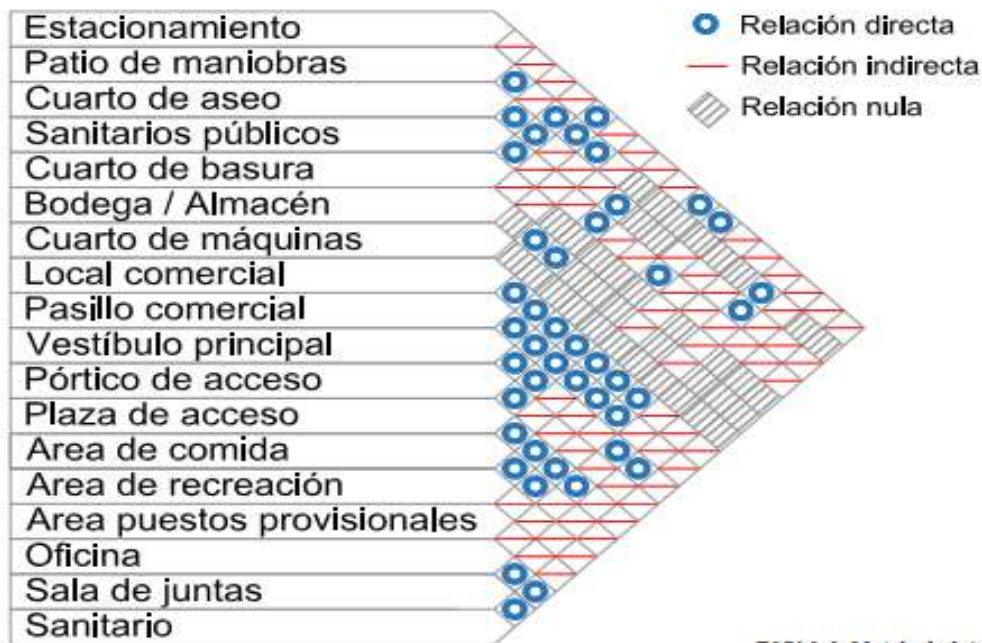 Estacionamiento
Patio de maniobras
Cuarto de aseo
Sanitarios públicos
Cuarto de basura
Bodega / Almacén
Cuarto de máquinas
Local comercial
Pasillo comercial
Vestíbulo principal
Pórtico de acceso
Plaza de acceso
Area de comida
Area de recreación
Area puestos provisionales
Oficina
Sala de juntas
Sanitario
Relación directa
Relación indirecta
Relación nula